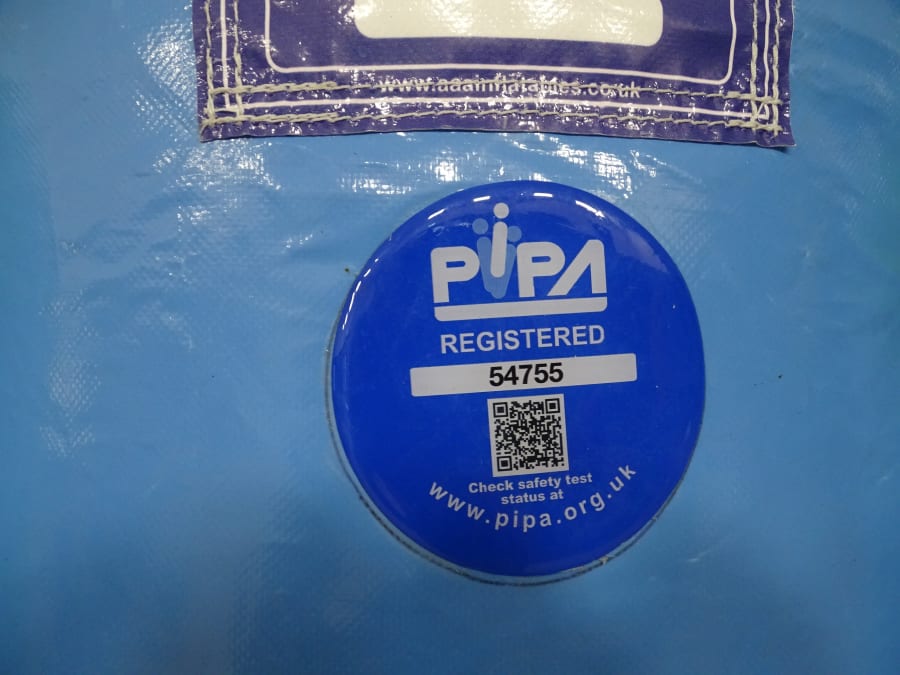 www.aaainflatables.co.uk
PIPA
REGISTERED
54755
Check safety test
status at
www.pipa.org.uk